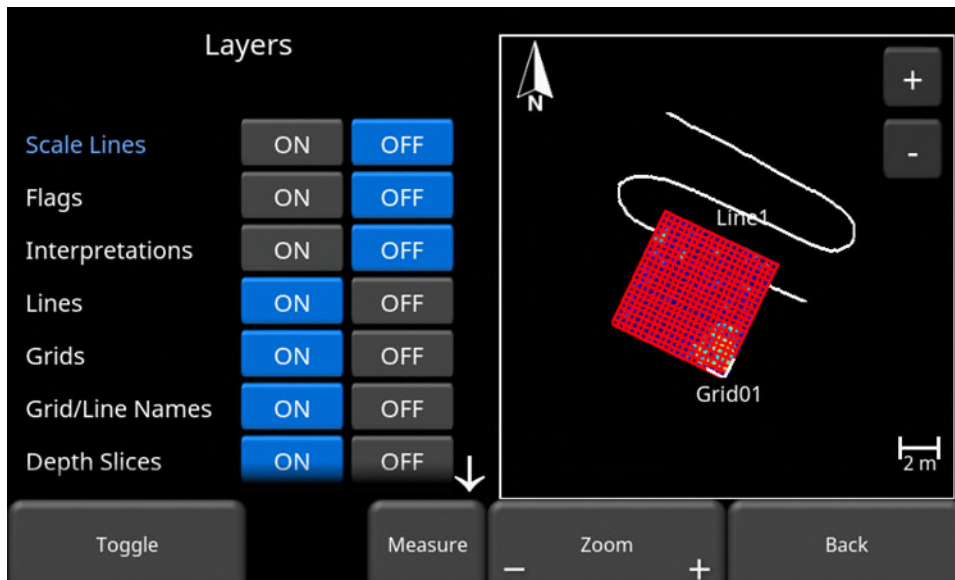 Layers
Scale Lines ON OFF
Flags ON OFF
Interpretations ON OFF
Lines ON OFF
Grids ON OFF
Grid/Line Names ON OFF
Depth Slices ON OFF
N
+
-
Line1
Grid01
2 m
Toggle
Measure
− Zoom +
Back